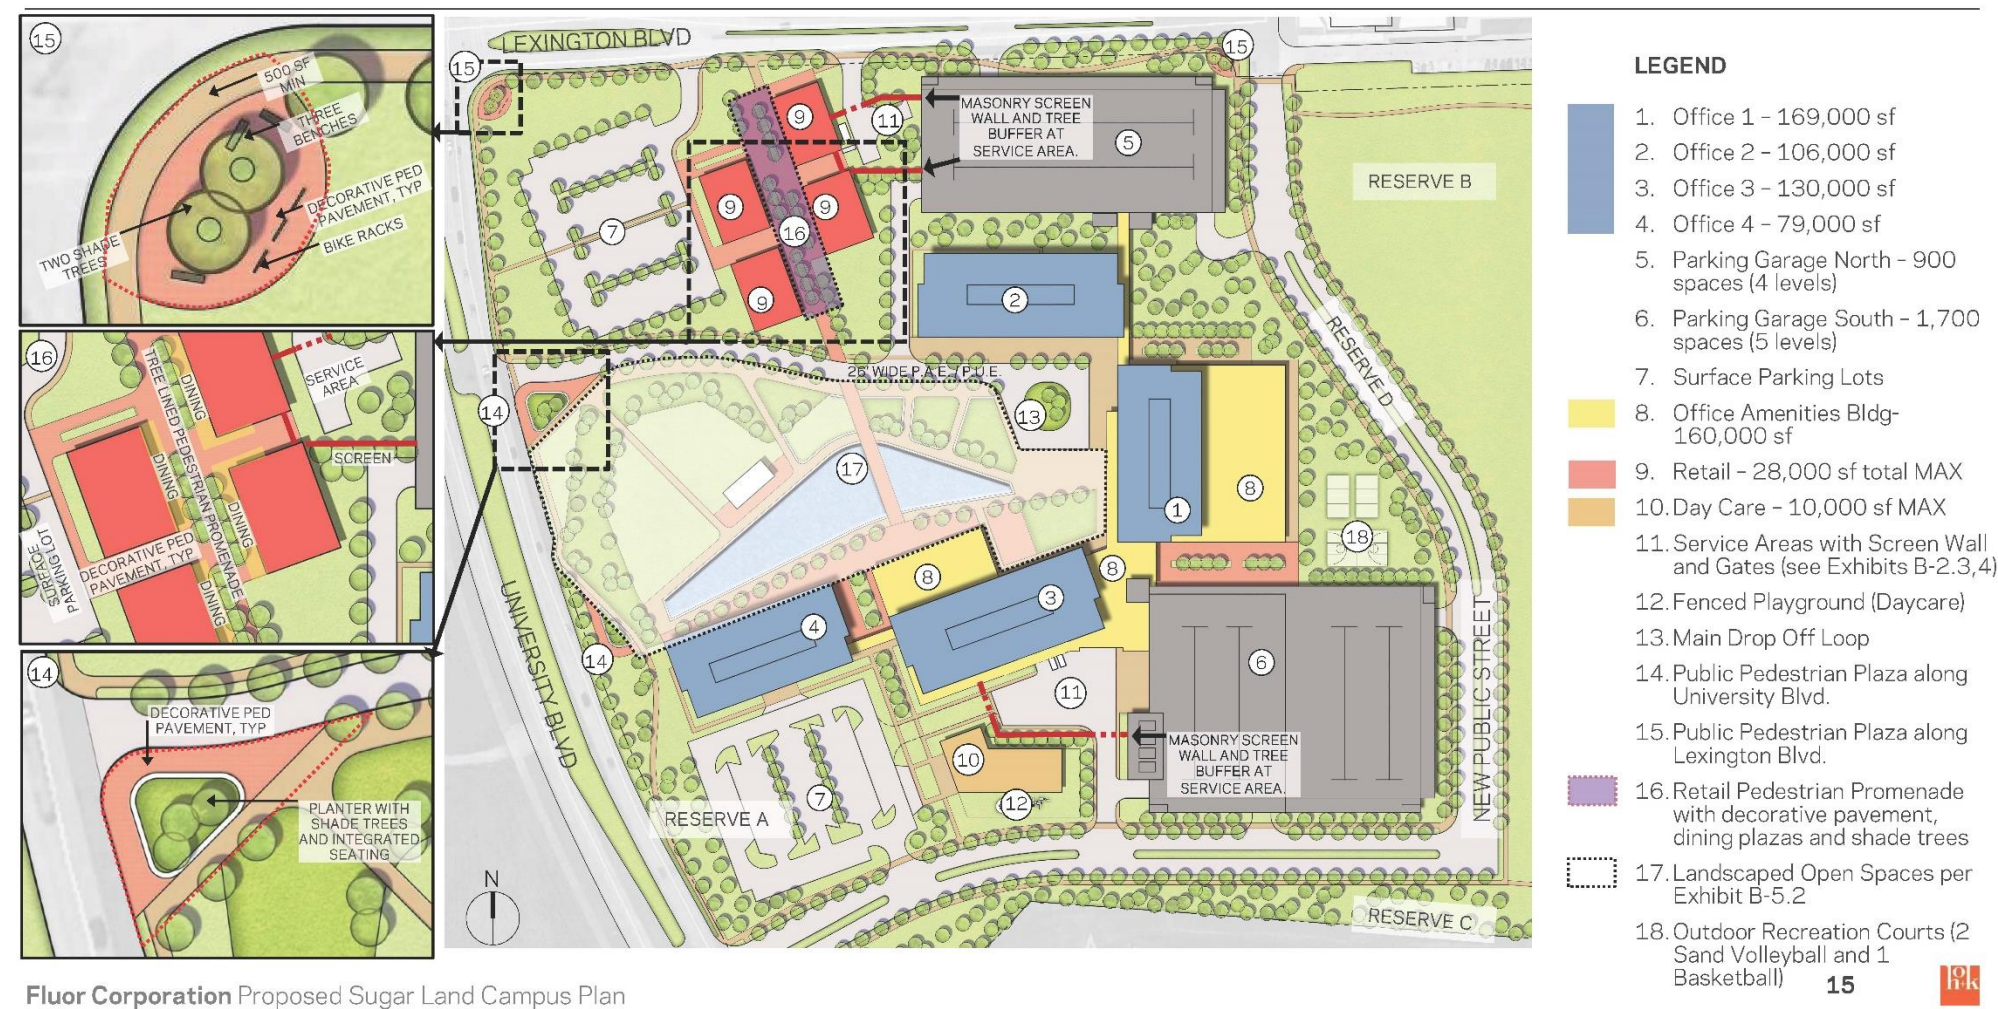 15
500 SF
MIN
THREE
BENCHES
DECORATIVE PED
PAVEMENT, TYP
BIKE RACKS
TWO SHADE
TREES
16
TREE LINED PEDESTRIAN PROMENADE
DINING
DINING
DINING
DINING
SERVICE
AREA
SCREEN
DECORATIVE PED
PAVEMENT, TYP
SURFACE
PARKING LOT
14
DECORATIVE PED
PAVEMENT, TYP
PLANTER WITH
SHADE TREES
AND INTEGRATED
SEATING
LEXINGTON BLVD
15
15
9
11
MASONRY SCREEN
WALL AND TREE
BUFFER AT
SERVICE AREA.
5
RESERVE B
9
9
7
16
9
2
RESERVE D
26' WIDE P.A.E. / P.U.E.
14
13
17
8
1
18
UNIVERSITY BLVD
8
8
3
4
14
6
NEW PUBLIC STREET
11
MASONRY SCREEN
WALL AND TREE
BUFFER AT
SERVICE AREA.
10
7
12
RESERVE A
N
RESERVE C
LEGEND
1. Office 1 – 169,000 sf
2. Office 2 – 106,000 sf
3. Office 3 – 130,000 sf
4. Office 4 – 79,000 sf
5. Parking Garage North – 900
spaces (4 levels)
6. Parking Garage South – 1,700
spaces (5 levels)
7. Surface Parking Lots
8. Office Amenities Bldg-
160,000 sf
9. Retail – 28,000 sf total MAX
10. Day Care – 10,000 sf MAX
11. Service Areas with Screen Wall
and Gates (see Exhibits B-2.3,4)
12. Fenced Playground (Daycare)
13. Main Drop Off Loop
14. Public Pedestrian Plaza along
University Blvd.
15. Public Pedestrian Plaza along
Lexington Blvd.
16. Retail Pedestrian Promenade
with decorative pavement,
dining plazas and shade trees
17. Landscaped Open Spaces per
Exhibit B-5.2
18. Outdoor Recreation Courts (2
Sand Volleyball and 1
Basketball)
15
hok
Fluor Corporation Proposed Sugar Land Campus Plan